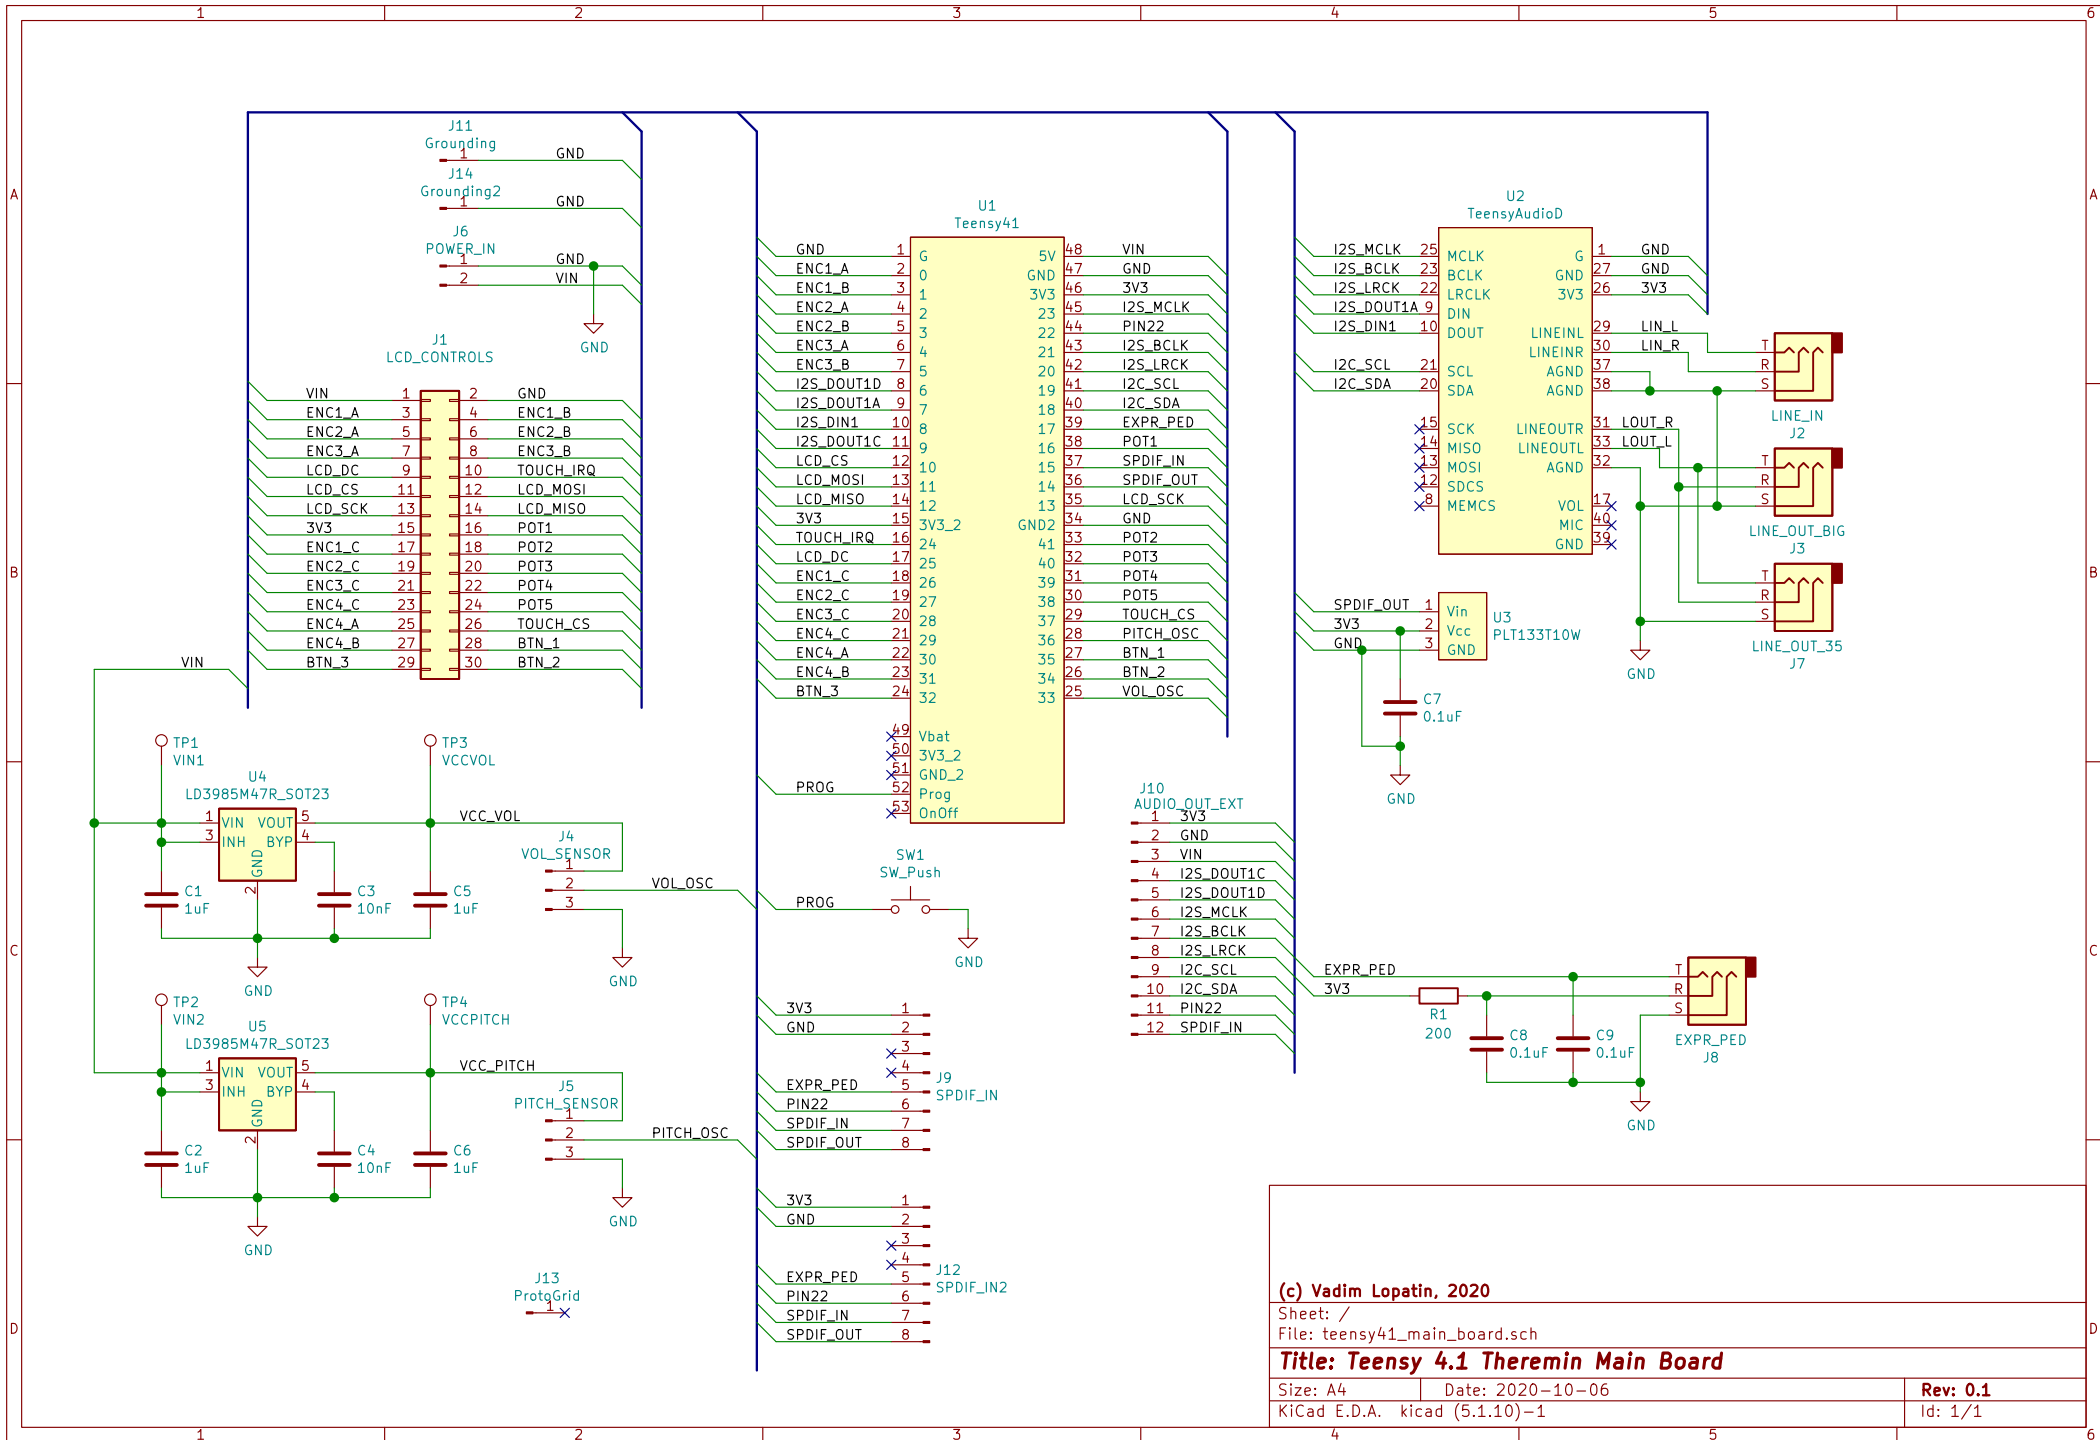 1 2 3 4 5 6
A
B
C
D
J11
Grounding
1 GND
J14
Grounding2
1 GND
J6
POWER_IN
1 GND
2 VIN
GND
J1
LCD_CONTROLS
VIN 1 2 GND
ENC1_A 3 4 ENC1_B
ENC2_A 5 6 ENC2_B
ENC3_A 7 8 ENC3_B
LCD_DC 9 10 TOUCH_IRQ
LCD_CS 11 12 LCD_MOSI
LCD_SCK 13 14 LCD_MISO
3V3 15 16 POT1
ENC1_C 17 18 POT2
ENC2_C 19 20 POT3
ENC3_C 21 22 POT4
ENC4_C 23 24 POT5
ENC4_A 25 26 TOUCH_CS
ENC4_B 27 28 BTN_1
BTN_3 29 30 BTN_2
VIN
U1
Teensy41
GND 1 G 5V 48 VIN
ENC1_A 2 0 GND 47 GND
ENC1_B 3 1 3V3 46 3V3
ENC2_A 4 2 23 45 I2S_MCLK
ENC2_B 5 3 22 44 PIN22
ENC3_A 6 4 21 43 I2S_BCLK
ENC3_B 7 5 20 42 I2S_LRCK
I2S_DOUT1D 8 6 19 41 I2C_SCL
I2S_DOUT1A 9 7 18 40 I2C_SDA
I2S_DIN1 10 8 17 39 EXPR_PED
I2S_DOUT1C 11 9 16 38 POT1
LCD_CS 12 10 15 37 SPDIF_IN
LCD_MOSI 13 11 14 36 SPDIF_OUT
LCD_MISO 14 12 13 35 LCD_SCK
3V3 15 3V3_2 GND2 34 GND
TOUCH_IRQ 16 24 41 33 POT2
LCD_DC 17 25 40 32 POT3
ENC1_C 18 26 39 31 POT4
ENC2_C 19 27 38 30 POT5
ENC3_C 20 28 37 29 TOUCH_CS
ENC4_C 21 29 36 28 PITCH_OSC
ENC4_A 22 30 35 27 BTN_1
ENC4_B 23 31 34 26 BTN_2
BTN_3 24 32 33 25 VOL_OSC
49 Vbat
50 3V3_2
51 GND_2
PROG 52 Prog
53 OnOff
U2
TeensyAudioD
I2S_MCLK 25 MCLK G 1 GND
I2S_BCLK 23 BCLK GND 27 GND
I2S_LRCK 22 LRCLK 3V3 26 3V3
I2S_DOUT1A 9 DIN
I2S_DIN1 10 DOUT LINEINL 29 LIN_L
LINEINR 30 LIN_R
I2C_SCL 21 SCL AGND 37
I2C_SDA 20 SDA AGND 38
15 SCK LINEOUTR 31 LOUT_R
14 MISO LINEOUTL 33 LOUT_L
13 MOSI AGND 32
12 SDCS
8 MEMCS VOL 17
MIC 40
GND 39
T
R
S
LINE_IN
J2
T
R
S
LINE_OUT_BIG
J3
T
R
S
LINE_OUT_35
J7
GND
SPDIF_OUT 1 Vin
3V3 2 Vcc
GND 3 GND
U3
PLT133T10W
C7
0.1uF
GND
TP1
VIN1
TP3
VCCVOL
U4
LD3985M47R_SOT23
1 VIN VOUT 5 VCC_VOL
3 INH BYP 4
GND
2
C1
1uF
C3
10nF
C5
1uF
GND
J4
VOL_SENSOR
1
2 VOL_OSC
3
GND
TP2
VIN2
TP4
VCCPITCH
U5
LD3985M47R_SOT23
1 VIN VOUT 5 VCC_PITCH
3 INH BYP 4
GND
2
C2
1uF
C4
10nF
C6
1uF
GND
J5
PITCH_SENSOR
1
2 PITCH_OSC
3
GND
J13
ProtoGrid
1
SW1
SW_Push
PROG
GND
3V3 1
GND 2
3
4
EXPR_PED 5
PIN22 6
SPDIF_IN 7
SPDIF_OUT 8
J9
SPDIF_IN
3V3 1
GND 2
3
4
EXPR_PED 5
PIN22 6
SPDIF_IN 7
SPDIF_OUT 8
J12
SPDIF_IN2
J10
AUDIO_OUT_EXT
1 3V3
2 GND
3 VIN
4 I2S_DOUT1C
5 I2S_DOUT1D
6 I2S_MCLK
7 I2S_BCLK
8 I2S_LRCK
9 I2C_SCL
10 I2C_SDA
11 PIN22
12 SPDIF_IN
EXPR_PED
3V3
R1
200
C8
0.1uF
C9
0.1uF
T
R
S
EXPR_PED
J8
GND
(c) Vadim Lopatin, 2020
Sheet: /
File: teensy41_main_board.sch
Title: Teensy 4.1 Theremin Main Board
Size: A4 Date: 2020-10-06 Rev: 0.1
KiCad E.D.A. kicad (5.1.10)-1 Id: 1/1
A
B
C
D
1 2 3 4 5 6